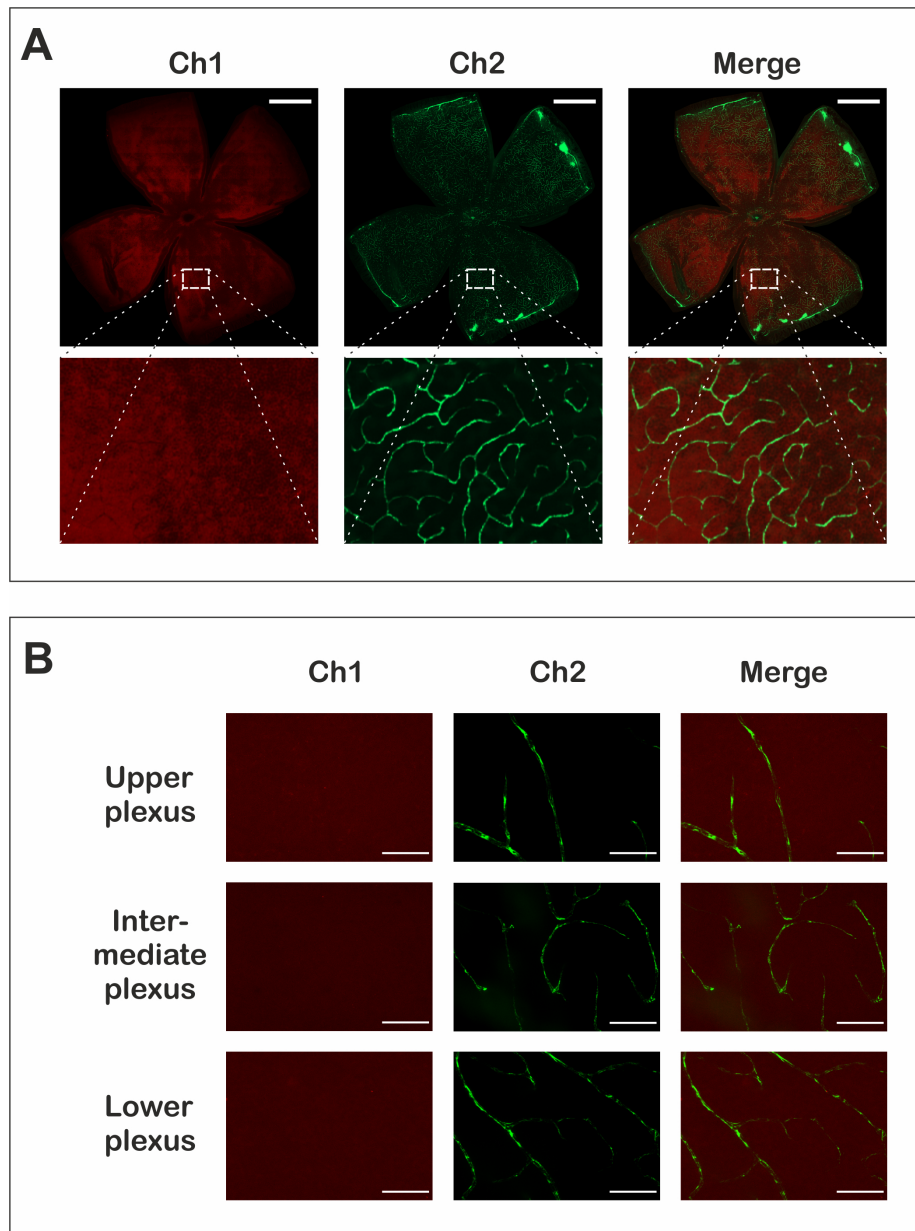 A
Ch1 Ch2 Merge
B
Ch1 Ch2 Merge
Upper
plexus
Inter-
mediate
plexus
Lower
plexus